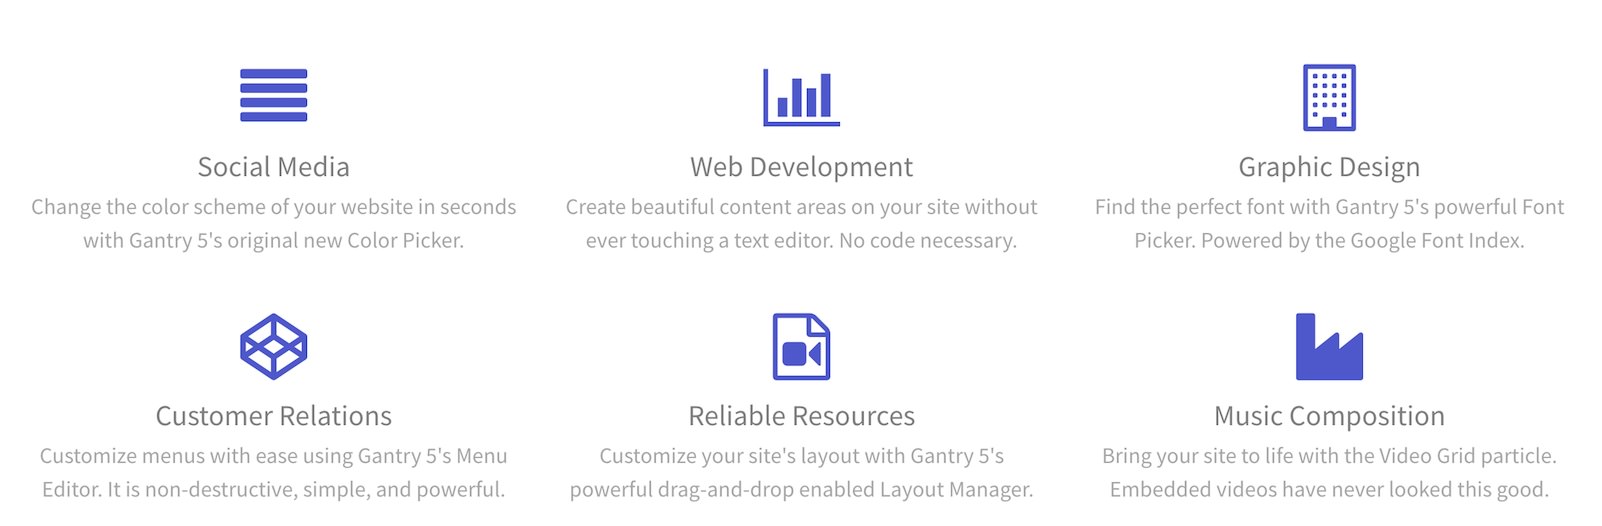 Social Media
Change the color scheme of your website in seconds
with Gantry 5's original new Color Picker.
Web Development
Create beautiful content areas on your site without
ever touching a text editor. No code necessary.
Graphic Design
Find the perfect font with Gantry 5's powerful Font
Picker. Powered by the Google Font Index.
Customer Relations
Customize menus with ease using Gantry 5's Menu
Editor. It is non-destructive, simple, and powerful.
Reliable Resources
Customize your site's layout with Gantry 5's
powerful drag-and-drop enabled Layout Manager.
Music Composition
Bring your site to life with the Video Grid particle.
Embedded videos have never looked this good.